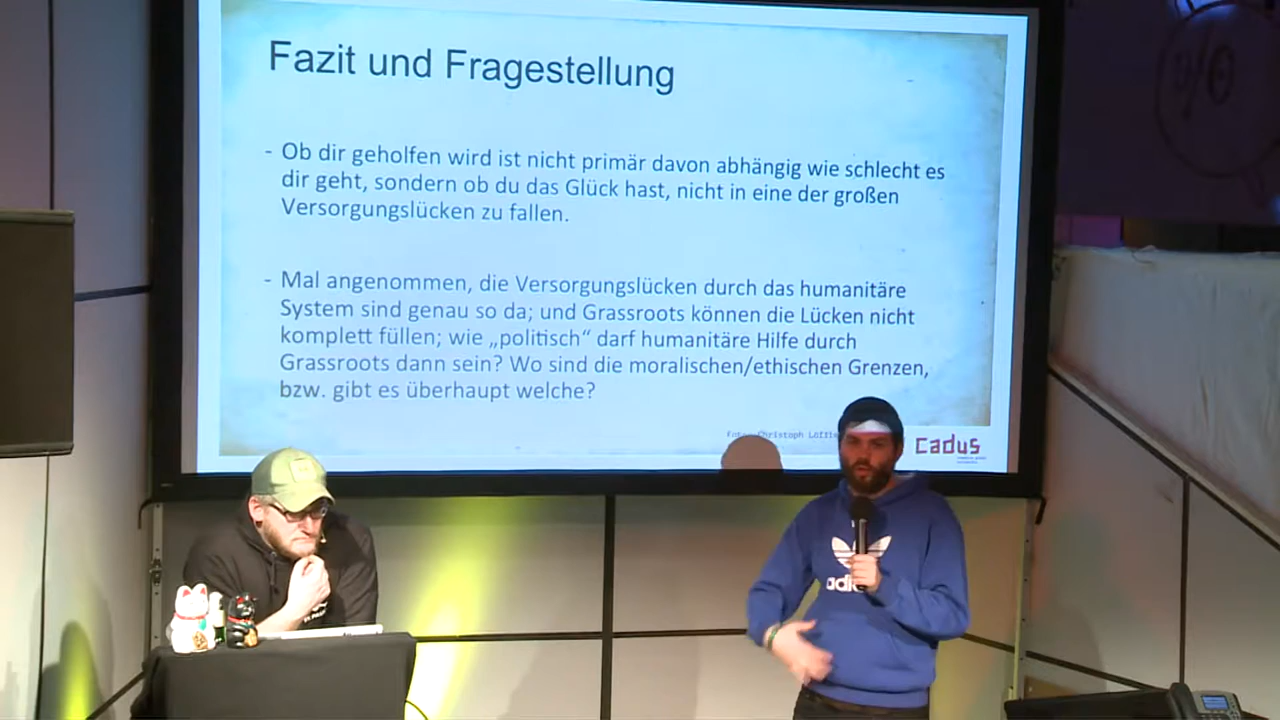 Fazit und Fragestellung
- Ob dir geholfen wird ist nicht primär davon abhängig wie schlecht es
dir geht, sondern ob du das Glück hast, nicht in eine der großen
Versorgungslücken zu fallen.
- Mal angenommen, die Versorgungslücken durch das humanitäre
System sind genau so da; und Grassroots können die Lücken nicht
komplett füllen; wie „politisch“ darf humanitäre Hilfe durch
Grassroots dann sein? Wo sind die moralischen/ethischen Grenzen,
bzw. gibt es überhaupt welche?
Christoph
cadus